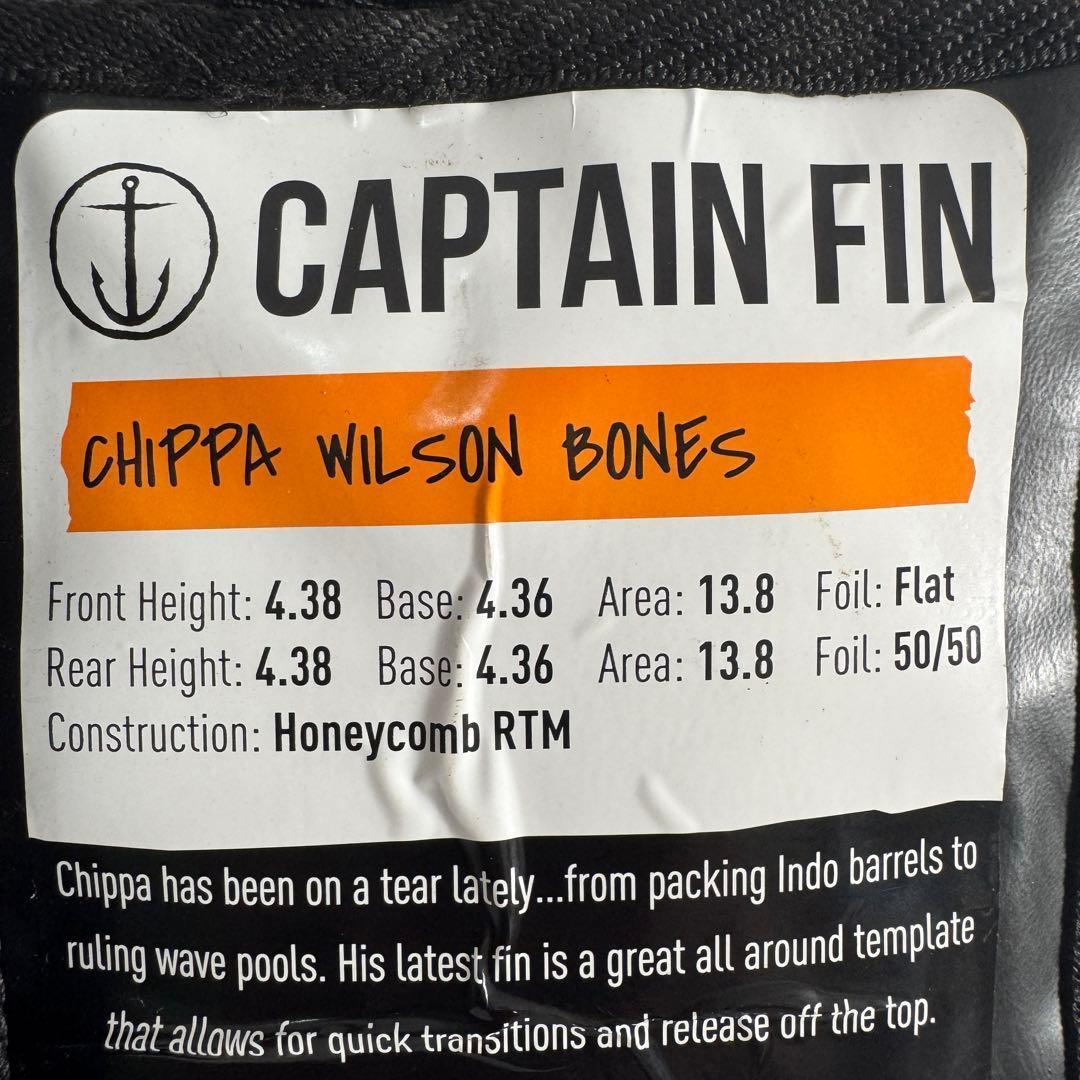 CAPTAIN FIN
CHIPPA WILSON BONES
Front Height: 4.38 Base: 4.36 Area: 13.8 Foil: Flat
Rear Height: 4.38 Base: 4.36 Area: 13.8 Foil: 50/50
Construction: Honeycomb RTM
Chippa has been on a tear lately...from packing Indo barrels to
ruling wave pools. His latest fin is a great all around template
that allows for quick transitions and release off the top.